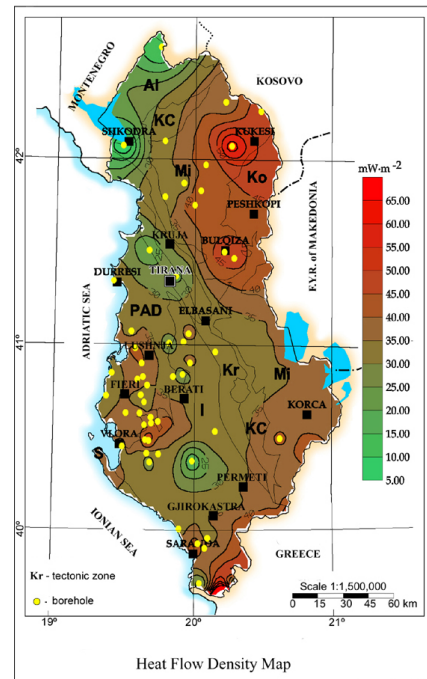 MONTENEGRO
KOSOVO
Al
KC
SHKODRA
KUKESI
42°
Mi
Ko
mW·m -2
PESHKOPI
65.00
60.00
55.00
50.00
45.00
40.00
35.00
30.00
25.00
20.00
15.00
10.00
5.00
KRUJA
BULQIZA
TIRANA
DURRESI
F.Y.R. of MAKEDONIA
ADRIATIC SEA
PAD
ELBASANI
41°
LUSHNJA
Kr
Mi
FIERI
BERATI
I
KORCA
KC
VLORA
S
PERMETI
GJIROKASTRA
40°
IONIAN SEA
SARANDA
GREECE
Kr - tectonic zone
- borehole
Scale 1:1,500,000
0 15 30 45 60 km
19°
20°
21°
Heat Flow Density Map